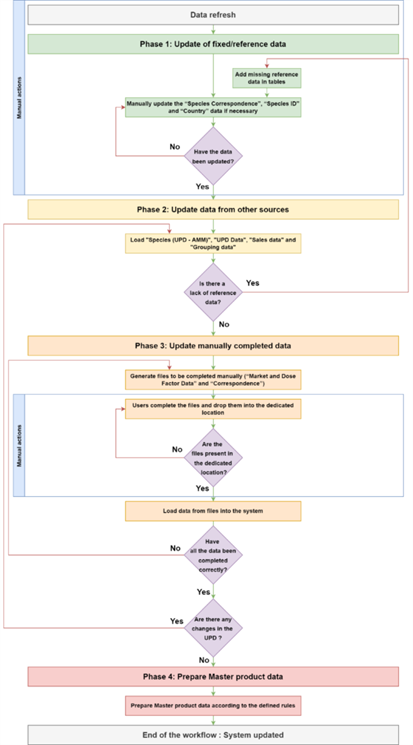 Data refresh
Phase 1: Update of fixed/reference data
Manual actions
Add missing reference
data in tables
Manually update the "Species Correspondence", "Species ID"
and "Country" data if necessary
No
Have the data
been updated?
Yes
Phase 2: Update data from other sources
Load "Species (UPD - AMM)", "UPD Data", "Sales data" and
"Grouping data"
Is there a
lack of reference
data?
Yes
No
Phase 3: Update manually completed data
Generate files to be completed manually ("Market and Dose
Factor Data" and "Correspondence")
Manual actions
Users complete the files and drop them into the dedicated
location
No
Are the
files present in
the dedicated
location?
Yes
Load data from files into the system
No
Have
all the data been
completed
correctly?
Yes
Yes
Are there any
changes in the
UPD ?
No
Phase 4: Prepare Master product data
Prepare Master product data according to the defined rules
End of the workflow : System updated